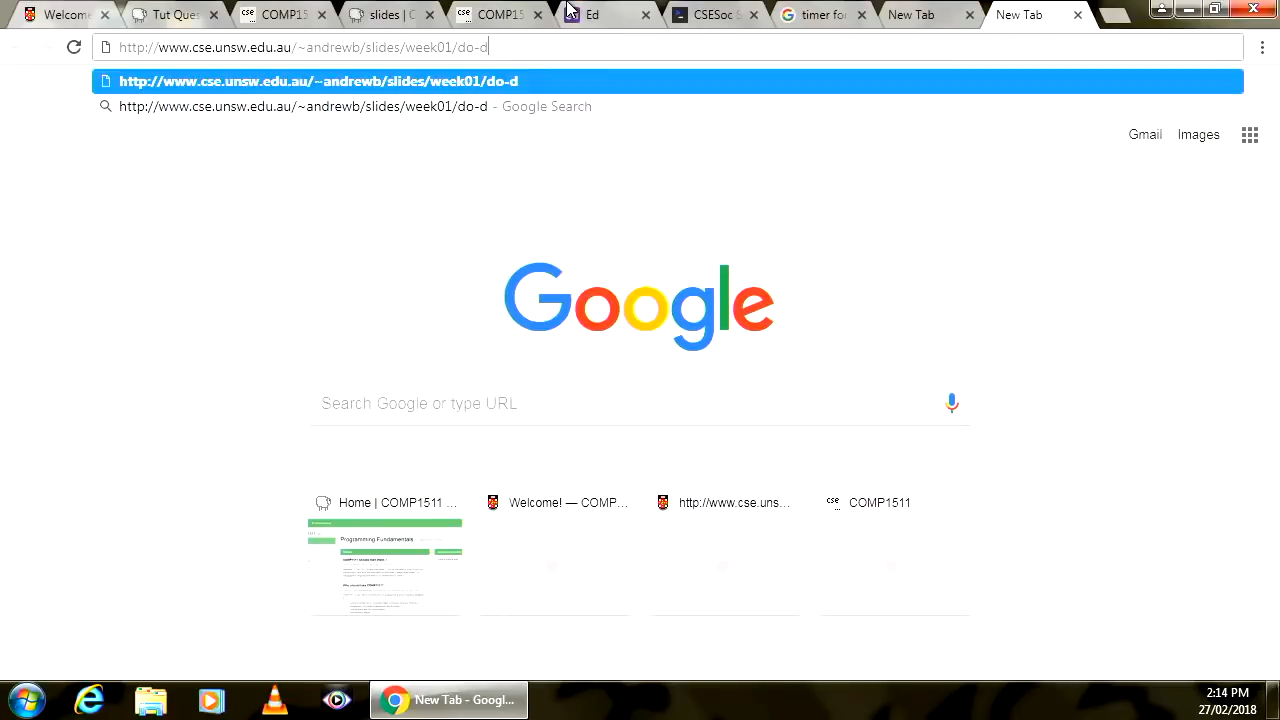 Welcome
Tut Ques
COMP15
slides | C
COMP15
Ed
CSESoc S
timer fo
New Tab
New Tab
http://www.cse.unsw.edu.au/~andrewb/slides/week01/do-d
http://www.cse.unsw.edu.au/~andrewb/slides/week01/do-d
http://www.cse.unsw.edu.au/~andrewb/slides/week01/do-d - Google Search
Gmail Images
Google
Search Google or type URL
Home | COMP1511 ...
Welcome! — COMP...
http://www.cse.uns...
cse COMP1511
Programming Fundamentals
New Tab - Googl...
2:14 PM
27/02/2018